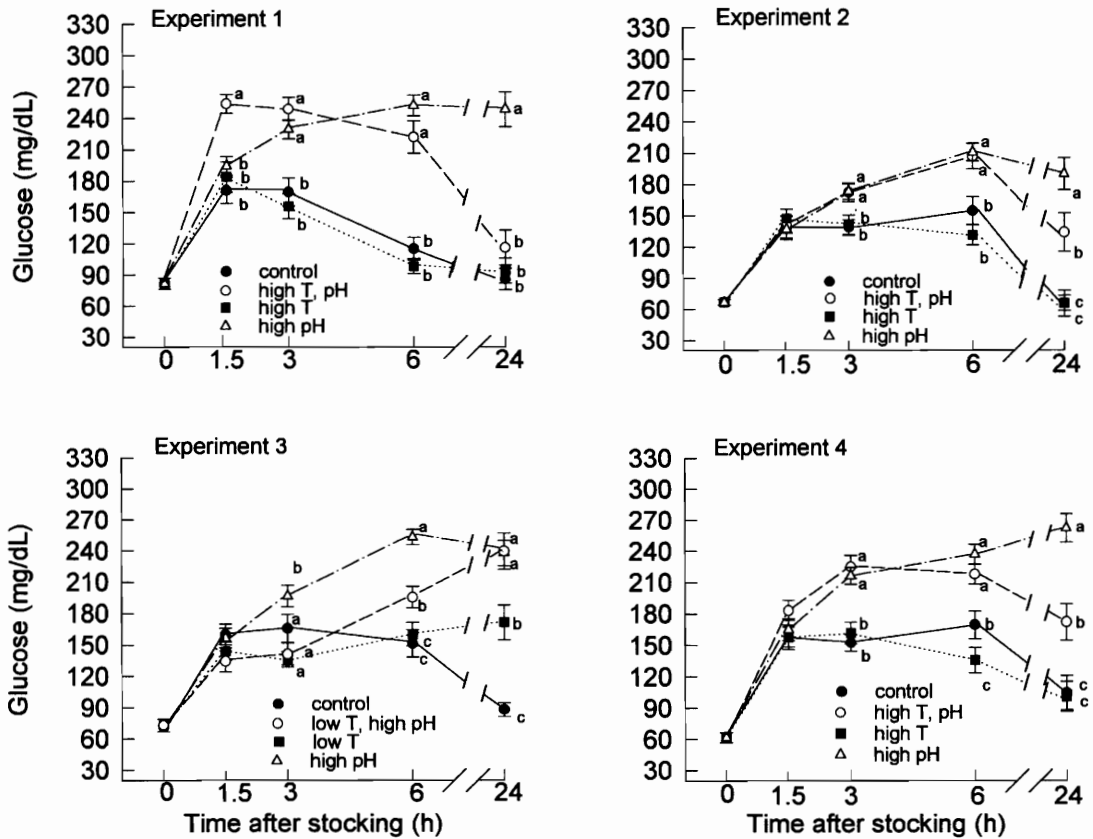 Experiment 1
Glucose (mg/dL)
330
300
270
240
210
180
150
120
90
60
30
a
a
a
a
b
a
b
b
b
b
b
b
b
b
b
b
control
high T, pH
high T
high pH
0
1.5
3
6
24
Experiment 2
330
300
270
240
210
180
150
120
90
60
30
a
a
b
b
a
a
b
b
a
b
c
c
control
high T, pH
high T
high pH
0
1.5
3
6
24
Experiment 3
Glucose (mg/dL)
330
300
270
240
210
180
150
120
90
60
30
b
a
a
a
a
b
c
c
a
a
b
c
control
low T, high pH
low T
high pH
0
1.5
3
6
24
Time after stocking (h)
Experiment 4
330
300
270
240
210
180
150
120
90
60
30
a
a
b
b
a
a
b
c
a
b
c
c
control
high T, pH
high T
high pH
0
1.5
3
6
24
Time after stocking (h)